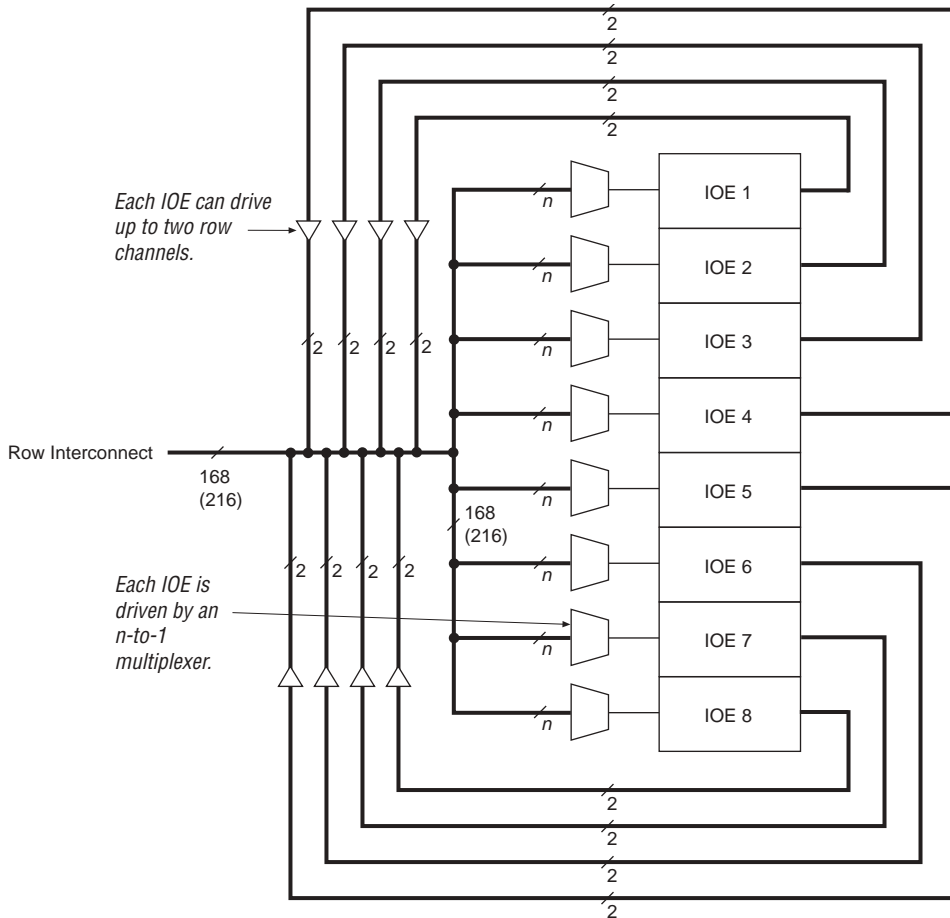 2
2
2
2
IOE 1
n
Each IOE can drive
up to two row
channels.
IOE 2
n
IOE 3
2 2 2 2
n
IOE 4
n
Row Interconnect
168
(216)
IOE 5
n
168
(216)
IOE 6
2 2 2 2
n
Each IOE is
driven by an
n-to-1
multiplexer.
IOE 7
n
IOE 8
n
2
2
2
2